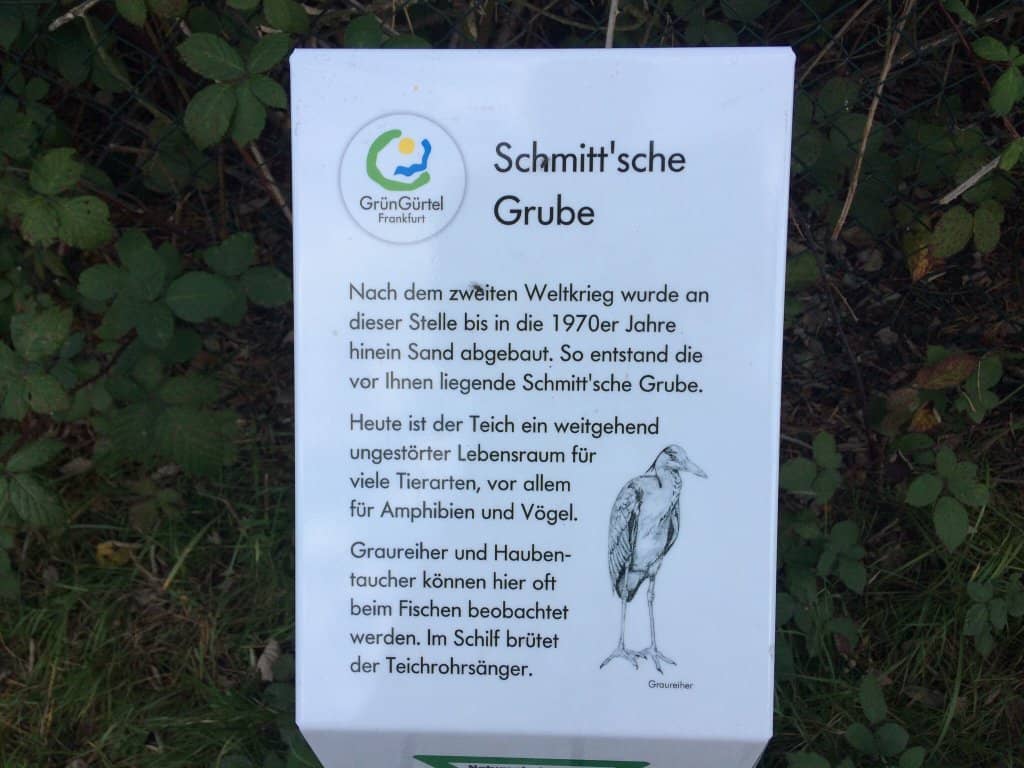 GrünGürtel
Frankfurt
Schmitt'sche
Grube
Nach dem zweiten Weltkrieg wurde an
dieser Stelle bis in die 1970er Jahre
hinein Sand abgebaut. So entstand die
vor Ihnen liegende Schmitt'sche Grube.
Heute ist der Teich ein weitgehend
ungestörter Lebensraum für
viele Tierarten, vor allem
für Amphibien und Vögel.
Graureiher und Hauben-
taucher können hier oft
beim Fischen beobachtet
werden. Im Schilf brütet
der Teichrohrsänger.
Graureiher